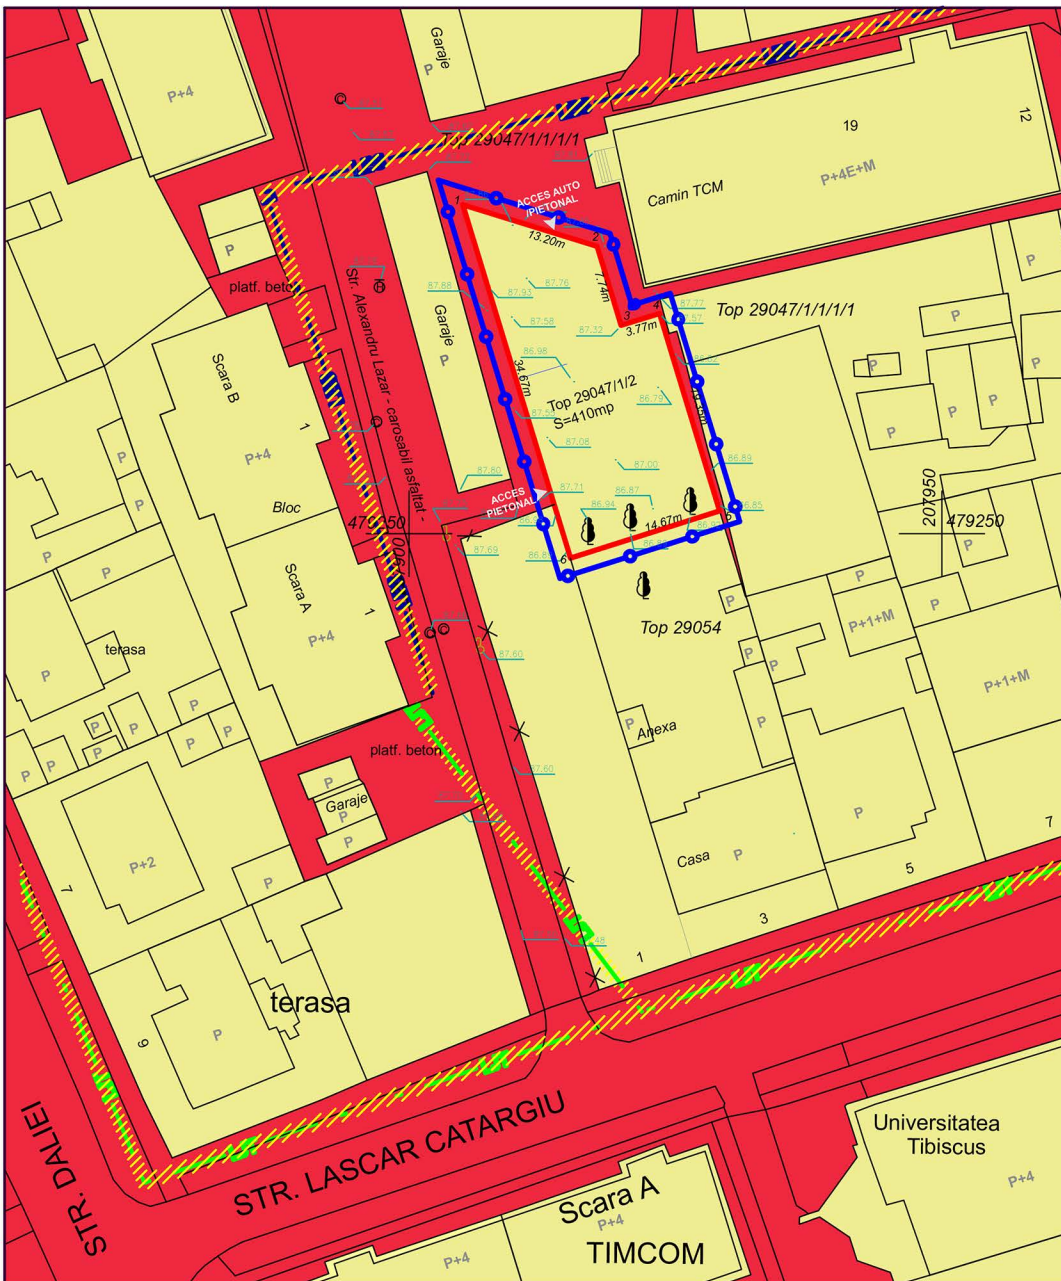 Garaje
P
P+4
Top 29047/1/1/1/1
19
12
Camin TCM
P+4E+M
ACCES AUTO
/PIETONAL
1
13.20m
2
7.74m
3
3.77m
4
87.77
Top 29047/1/1/1/1
P
platf. beton
Str. Alexandru Lazar - carosabil asfaltat -
87.88
87.93
87.76
87.58
87.32
86.98
Garaje
P
34.67m
Top 29047/1/2
S=410mp
86.79
87.08
87.00
86.89
87.80
87.71
ACCES
PIETONAL
86.94
86.87
14.67m
5
6
87.69
Top 29054
Scara B
1
P+4
Bloc
479250
Scara A
1
P+4
207950
479250
P
P
P
P
P
P
P
P
P
P
P
P
P
terasa
P
P
P
P
P
P
P
P
P
87.60
87.60
P
P
P+1+M
P
P+1+M
P
P
P
Anexa
P
Casa
P
P
7
5
3
1
platf. beton
P
Garaje
P
P
P+2
7
P
terasa
P
9
STR. DALIEI
STR. LASCAR CATARGIU
Universitatea
Tibiscus
P+4
Scara A
P+4
TIMCOM
P+4